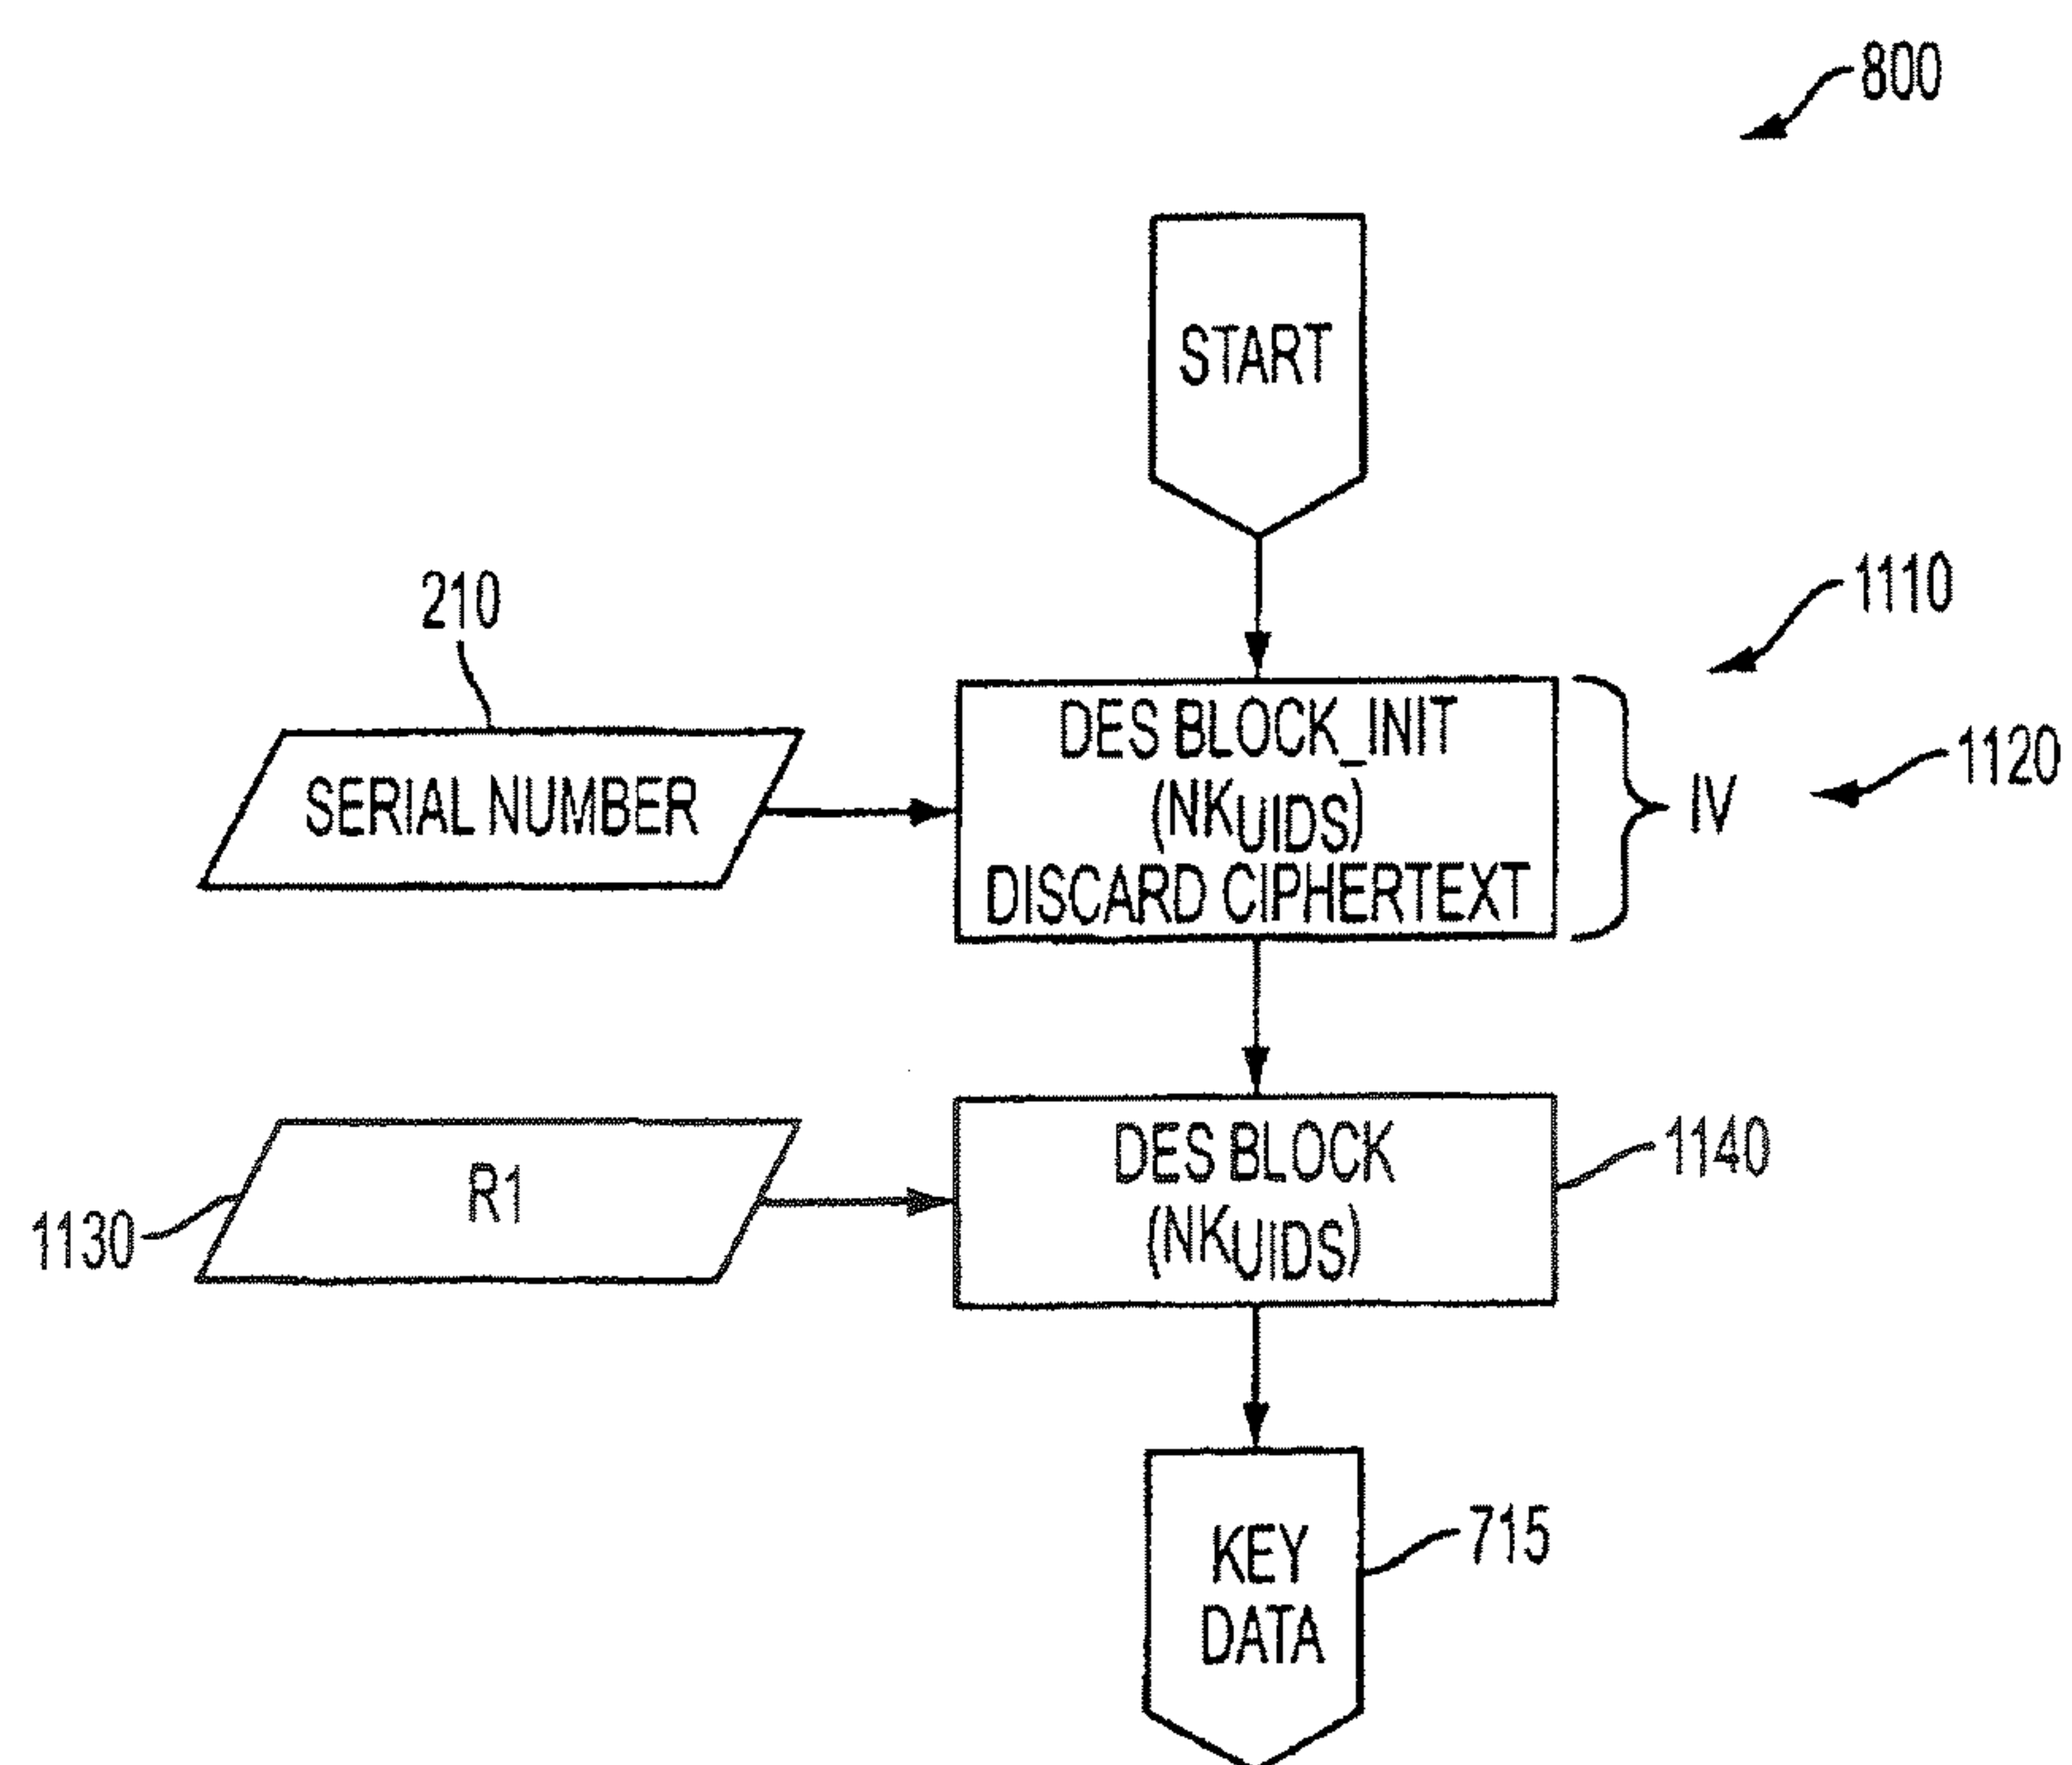 800
START
210
1110
DES BLOCK_INIT
SERIAL NUMBER
(NKUIDS)
IV
1120
DISCARD CIPHERTEXT
R1
1130
DES BLOCK
(NKUIDS)
1140
KEY
DATA
715